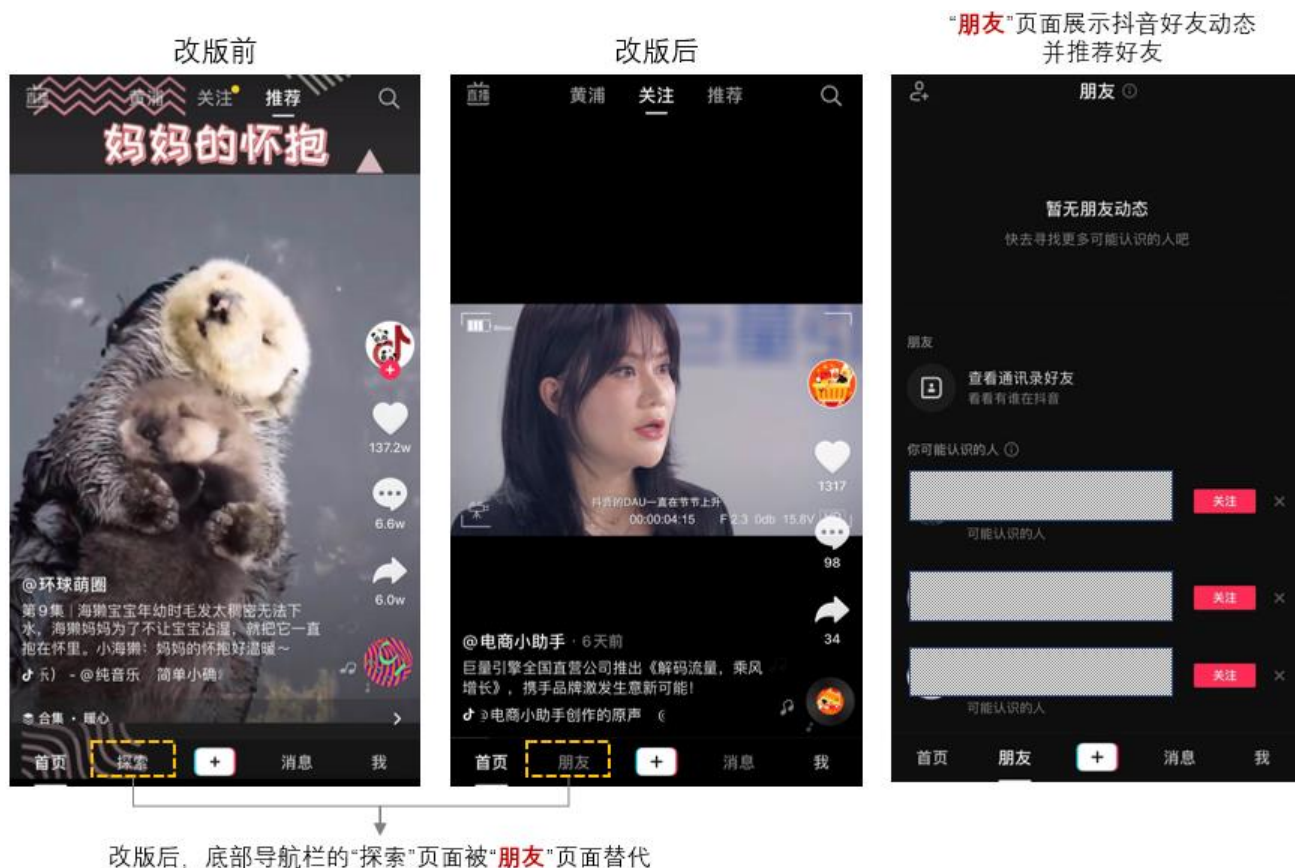 改版前
直播 黄浦 关注 推荐
妈妈的怀抱
137.2w
6.6w
6.0w
@环球萌圈
第9集 | 海獭宝宝年幼时毛发太稠密无法下
水，海獭妈妈为了不让宝宝沾湿，就把它一直
抱在怀里。小海獭：妈妈的怀抱好温暖～
乐） - @纯音乐 简单小确
合集 · 暖心
首页 探索 消息 我
改版后
直播 黄浦 关注 推荐
抖音的DAU一直在节节上升
00:00:04:15 F 2.3 0db 15.8V
1317
98
34
@电商小助手 · 6天前
巨量引擎全国直营公司推出《解码流量，乘风
增长》，携手品牌激发生意新可能！
@电商小助手创作的原声
首页 朋友 消息 我
“朋友”页面展示抖音好友动态
并推荐好友
朋友
暂无朋友动态
快去寻找更多可能认识的人吧
朋友
查看通讯录好友
看看有谁在抖音
你可能认识的人
关注
可能认识的人
关注
关注
可能认识的人
首页 朋友 消息 我
改版后，底部导航栏的“探索”页面被“朋友”页面替代